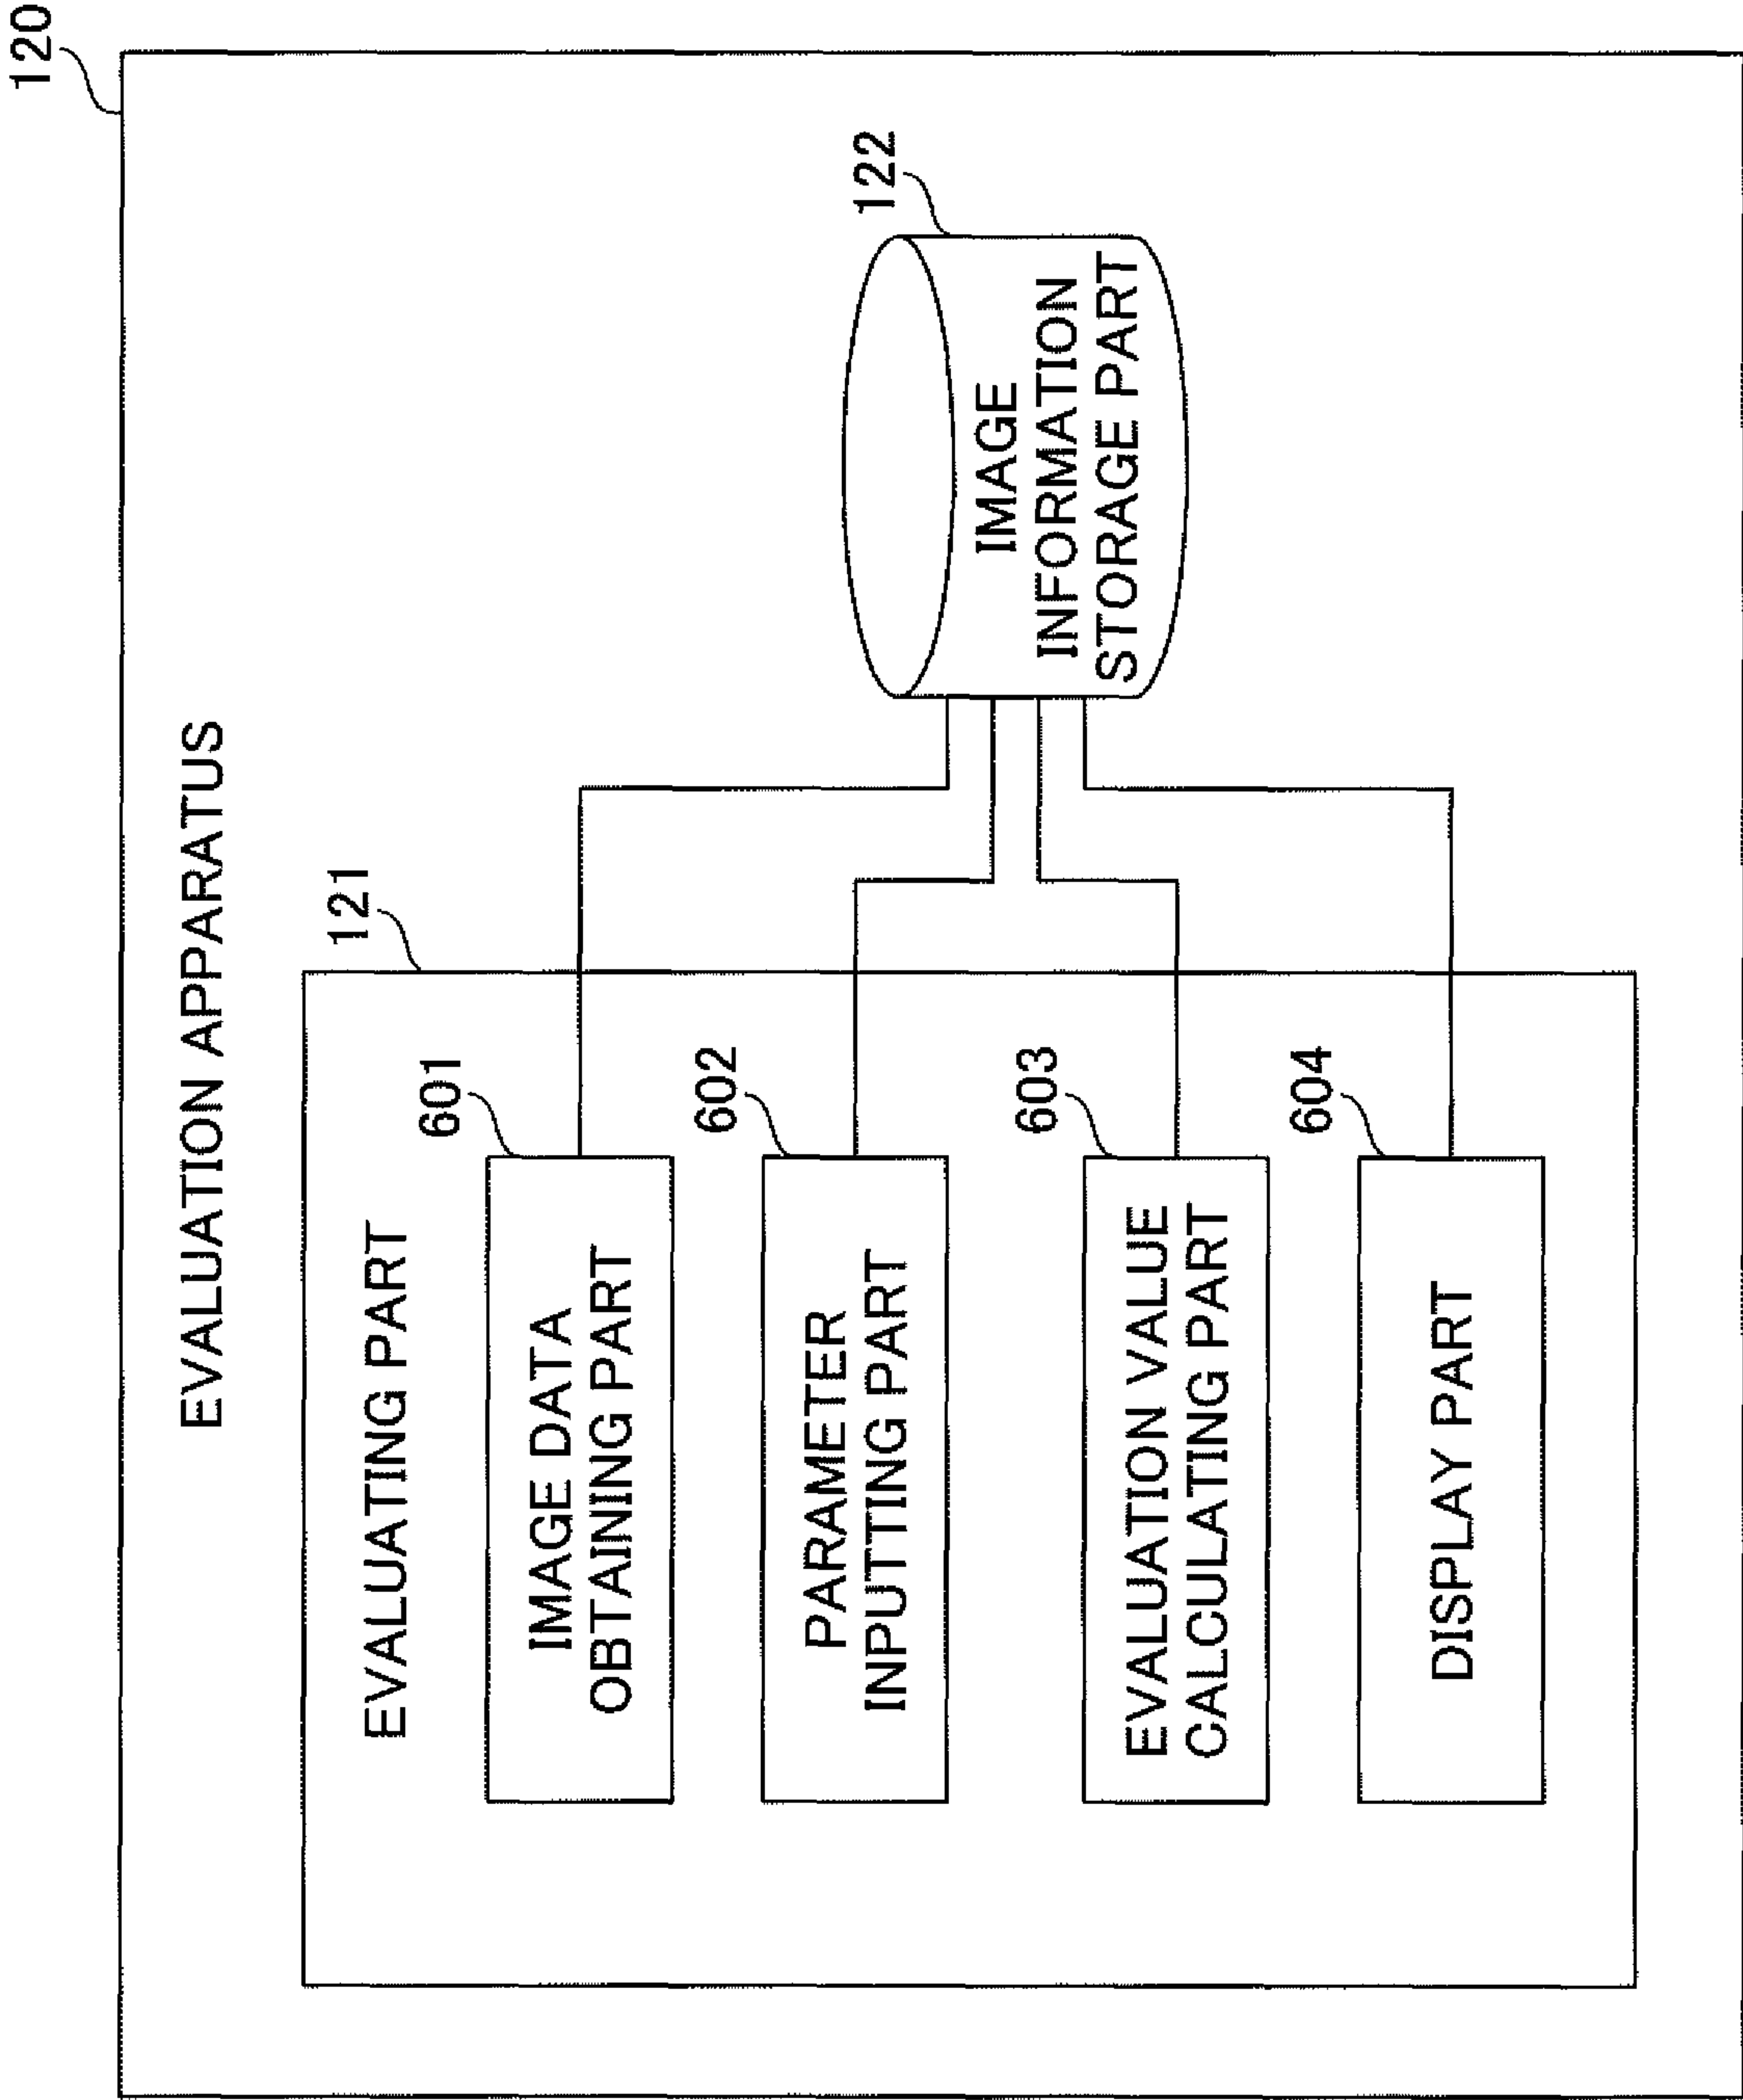 120
EVALUATION APPARATUS
121
EVALUATING PART
601
IMAGE DATA
OBTAINING PART
602
PARAMETER
INPUTTING PART
603
EVALUATION VALUE
CALCULATING PART
604
DISPLAY PART
122
IMAGE
INFORMATION
STORAGE PART